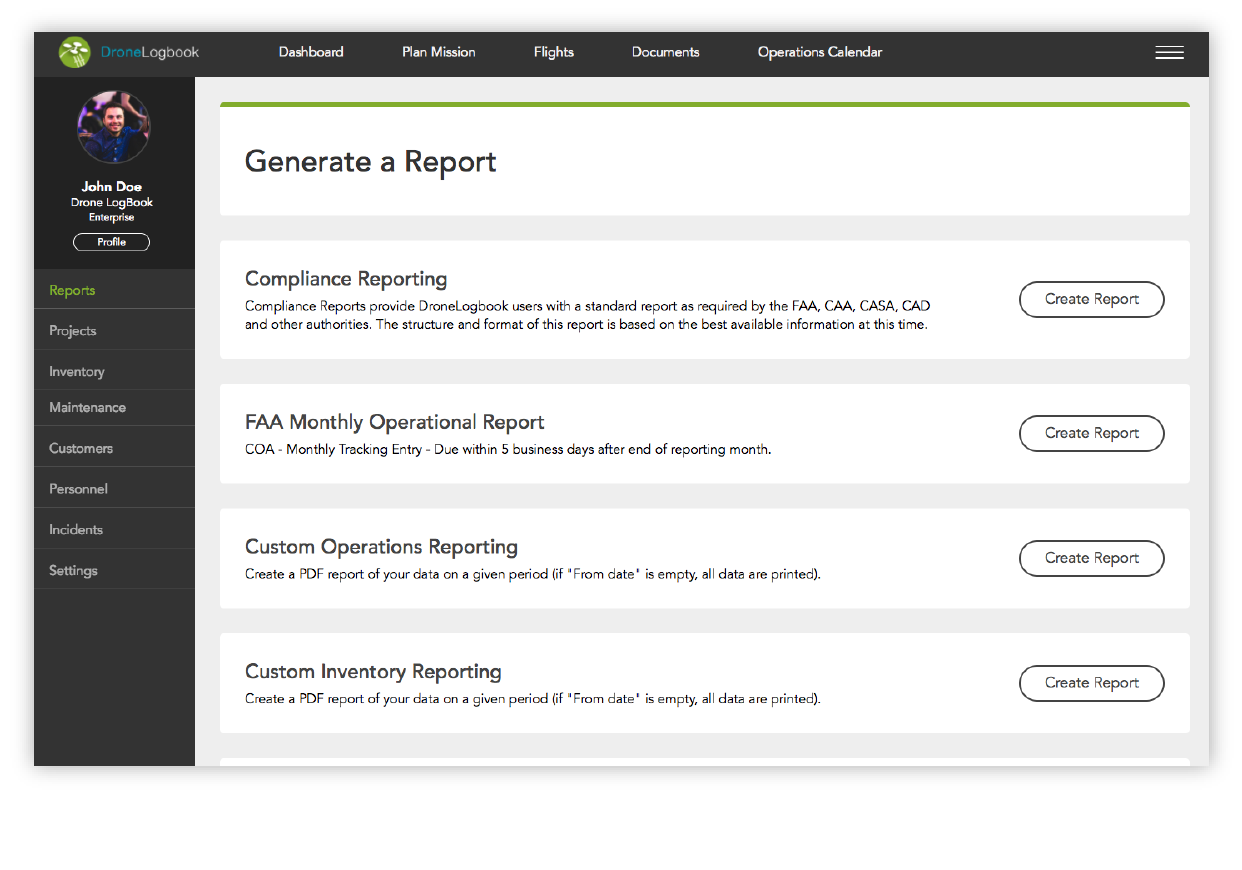 DroneLogbook
Dashboard
Plan Mission
Flights
Documents
Operations Calendar
John Doe
Drone LogBook
Enterprise
Profile
Reports
Projects
Inventory
Maintenance
Customers
Personnel
Incidents
Settings
Generate a Report
Compliance Reporting
Compliance Reports provide DroneLogbook users with a standard report as required by the FAA, CAA, CASA, CAD
and other authorities. The structure and format of this report is based on the best available information at this time.
Create Report
FAA Monthly Operational Report
COA - Monthly Tracking Entry - Due within 5 business days after end of reporting month.
Create Report
Custom Operations Reporting
Create a PDF report of your data on a given period (if "From date" is empty, all data are printed).
Create Report
Custom Inventory Reporting
Create a PDF report of your data on a given period (if "From date" is empty, all data are printed).
Create Report